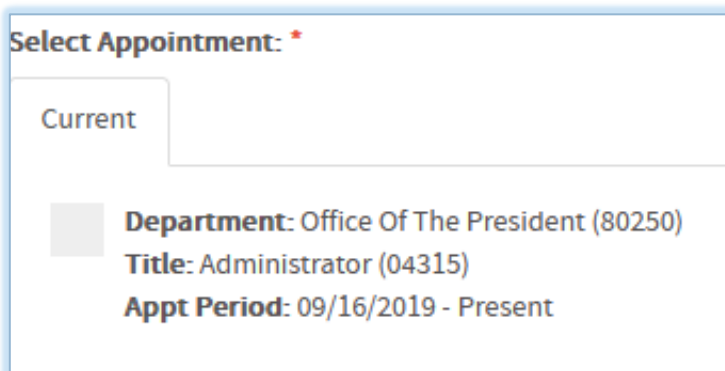 Select Appointment: *
Current
Department: Office Of The President (80250)
Title: Administrator (04315)
Appt Period: 09/16/2019 - Present